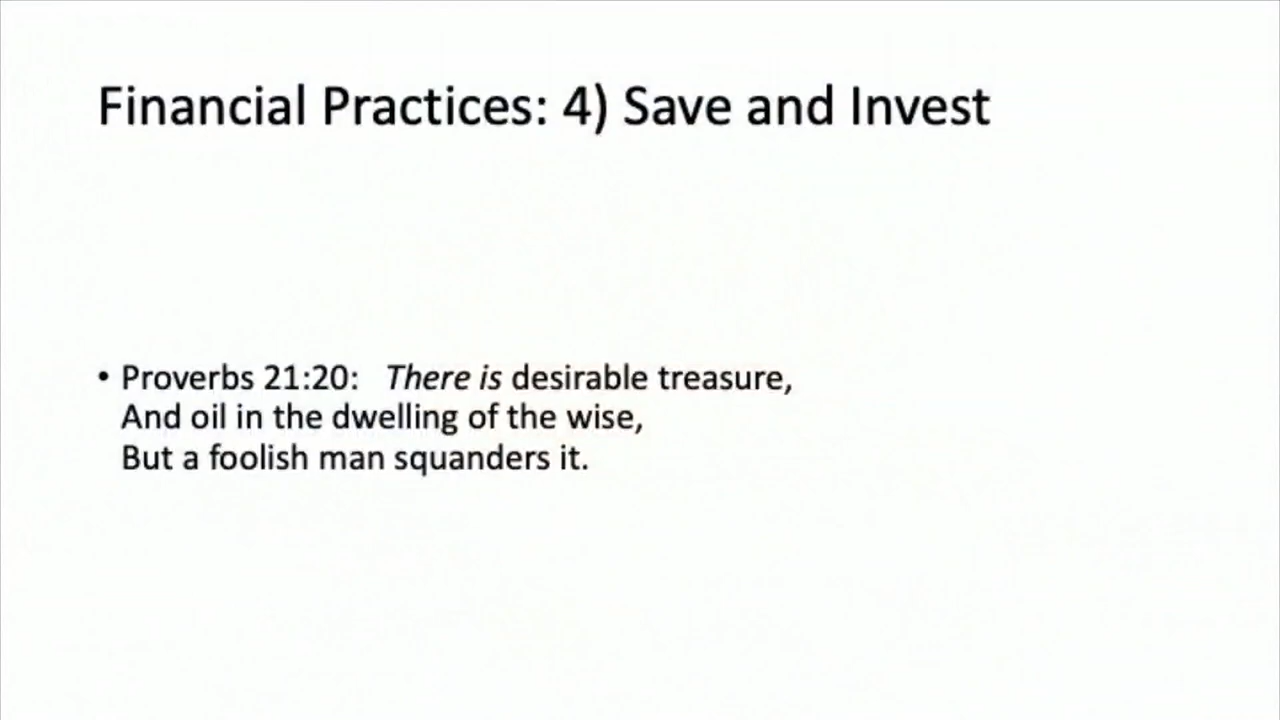 Financial Practices: 4) Save and Invest
• Proverbs 21:20: There is desirable treasure,
And oil in the dwelling of the wise,
But a foolish man squanders it.